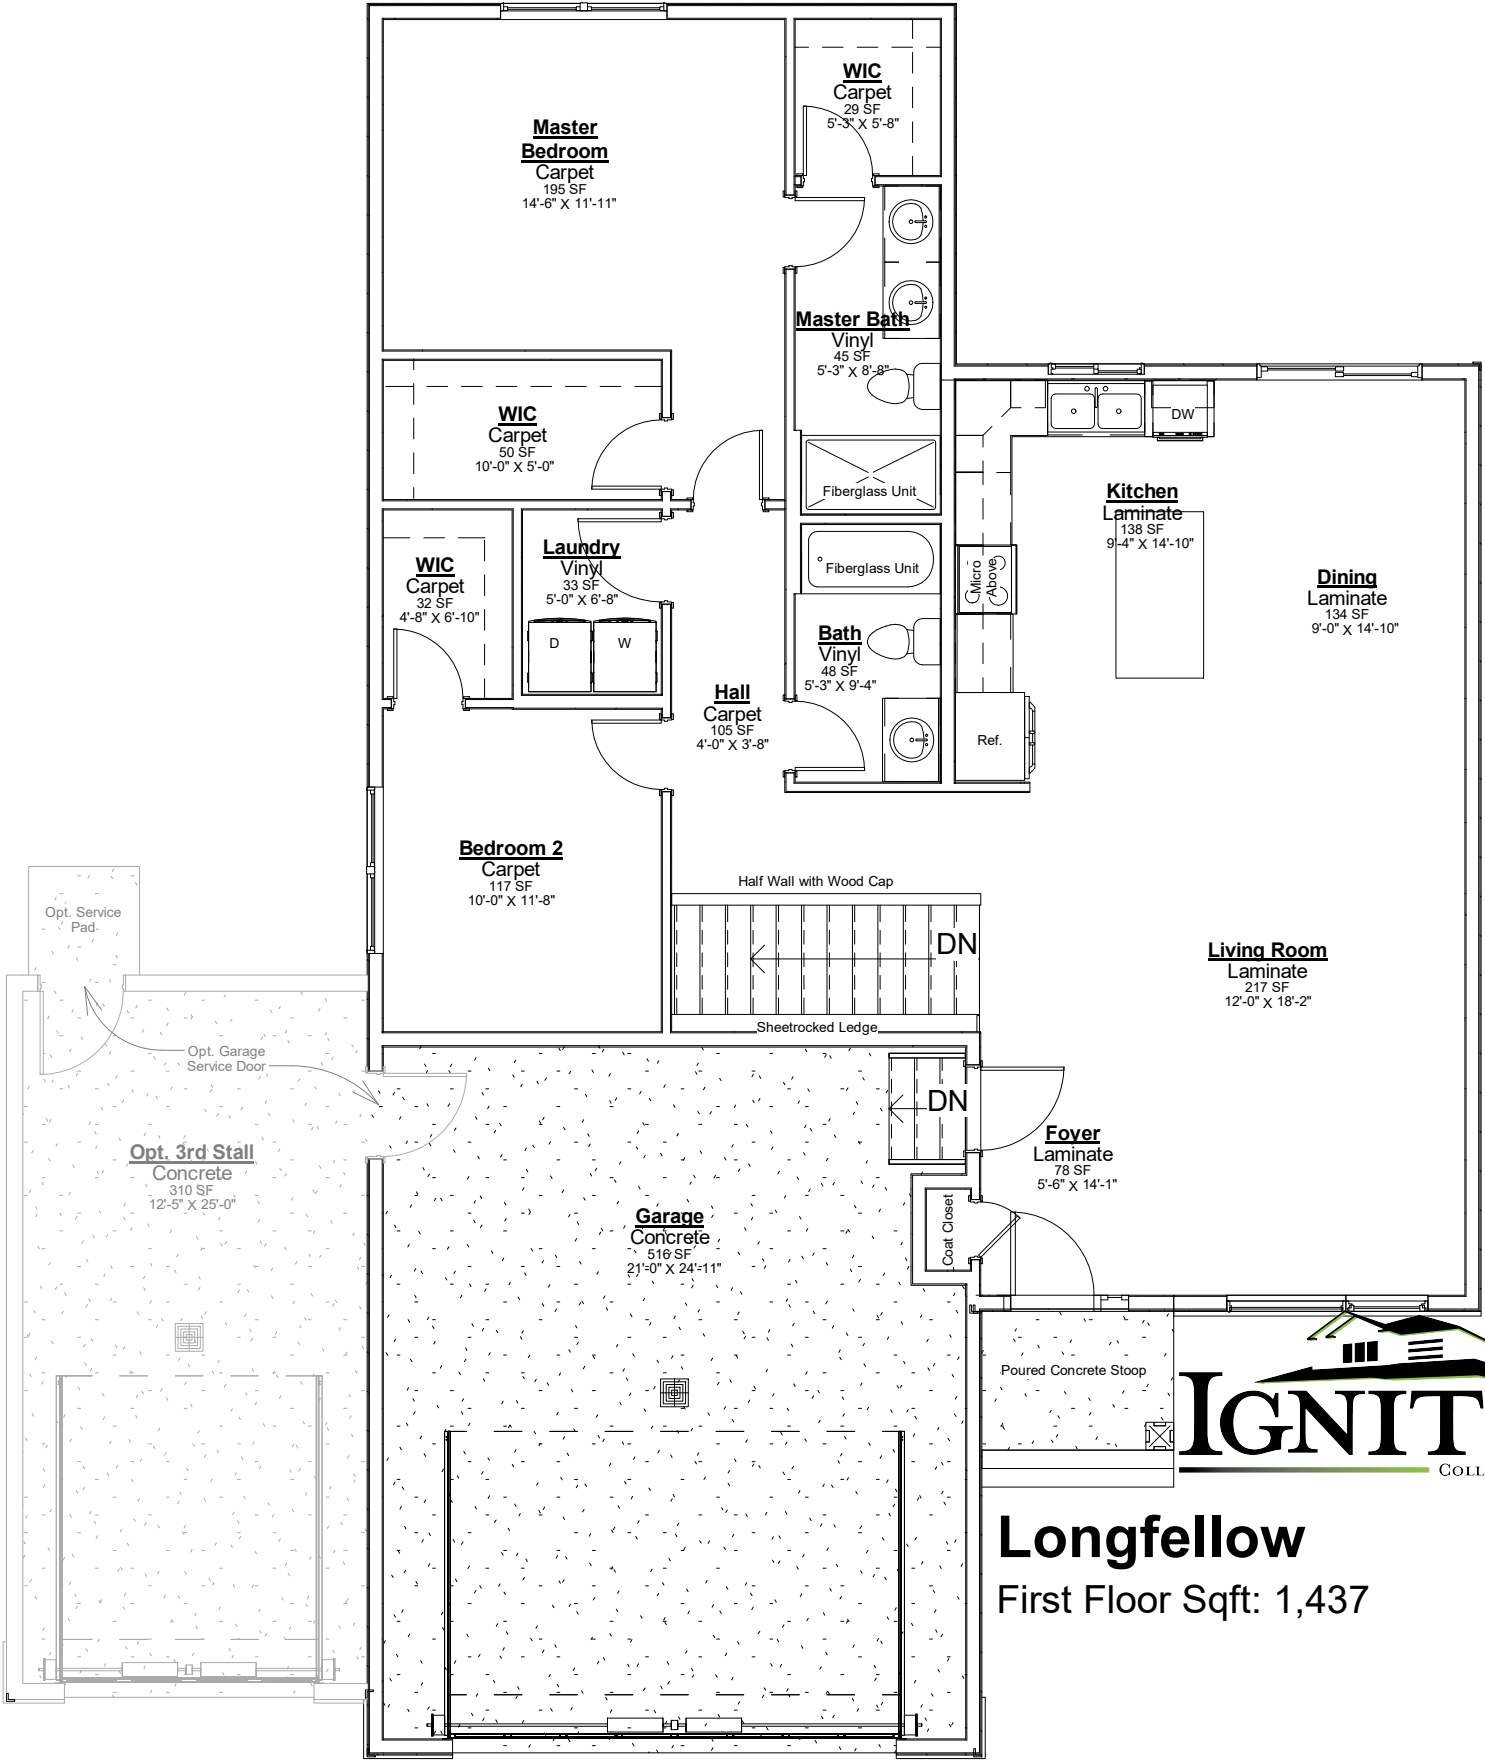 WIC
Carpet
29 SF
5'-3" X 5'-8"
Master
Bedroom
Carpet
195 SF
14'-6" X 11'-11"
Master Bath
Vinyl
45 SF
5'-3" X 8'-8"
WIC
Carpet
50 SF
10'-0" X 5'-0"
DW
Fiberglass Unit
Kitchen
Laminate
138 SF
9'-4" X 14'-10"
Laundry
Vinyl
33 SF
5'-0" X 6'-8"
D
W
WIC
Carpet
32 SF
4'-8" X 6'-10"
Fiberglass Unit
Micro
Above
Dining
Laminate
134 SF
9'-0" X 14'-10"
Bath
Vinyl
48 SF
5'-3" X 9'-4"
Hall
Carpet
105 SF
4'-0" X 3'-8"
Ref.
Bedroom 2
Carpet
117 SF
10'-0" X 11'-8"
Half Wall with Wood Cap
DN
Sheetrocked Ledge
Living Room
Laminate
217 SF
12'-0" X 18'-2"
Opt. Service
Pad
Opt. Garage
Service Door
DN
Opt. 3rd Stall
Concrete
310 SF
12'-5" X 25'-0"
Foyer
Laminate
78 SF
5'-6" X 14'-1"
Coat Closet
Garage
Concrete
516 SF
21'-0" X 24'-11"
Poured Concrete Stoop
IGNIT
COLL
Longfellow
First Floor Sqft: 1,437